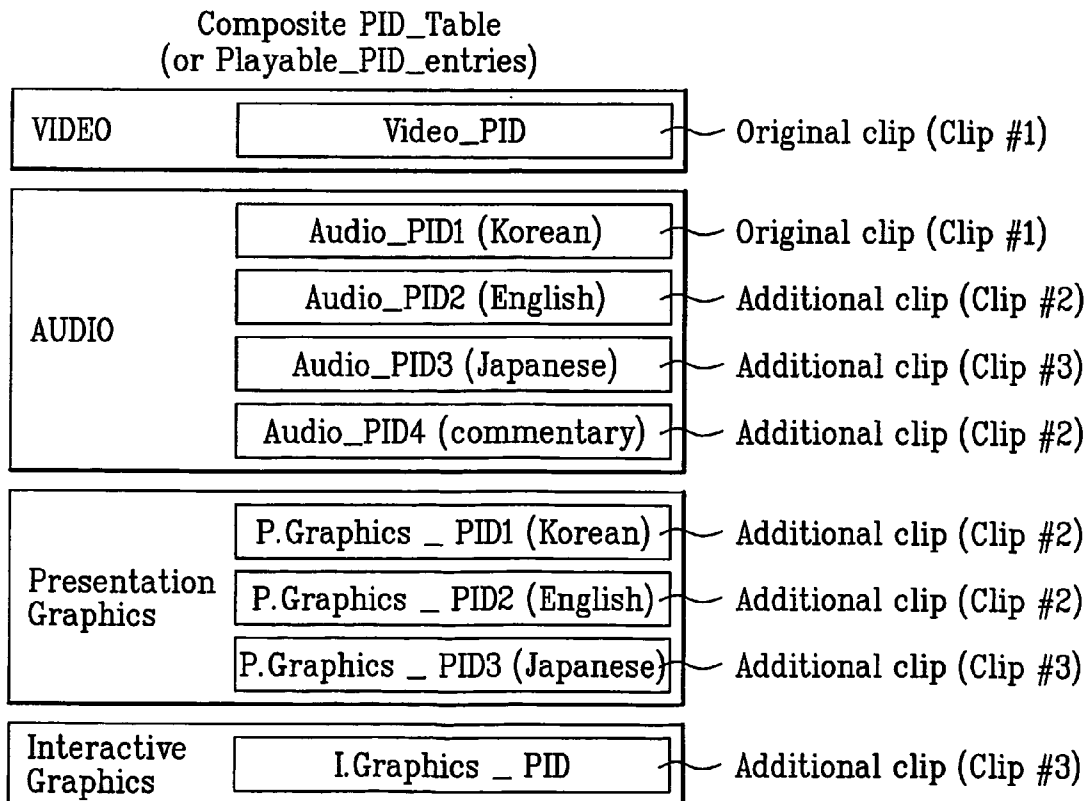 Composite PID_Table
(or Playable_PID_entries)
VIDEO
Video_PID
Original clip (Clip #1)
AUDIO
Audio_PID1 (Korean)
Original clip (Clip #1)
Audio_PID2 (English)
Additional clip (Clip #2)
Audio_PID3 (Japanese)
Additional clip (Clip #3)
Audio_PID4 (commentary)
Additional clip (Clip #2)
Presentation
Graphics
P.Graphics _ PID1 (Korean)
Additional clip (Clip #2)
P.Graphics _ PID2 (English)
Additional clip (Clip #2)
P.Graphics _ PID3 (Japanese)
Additional clip (Clip #3)
Interactive
Graphics
I.Graphics _ PID
Additional clip (Clip #3)